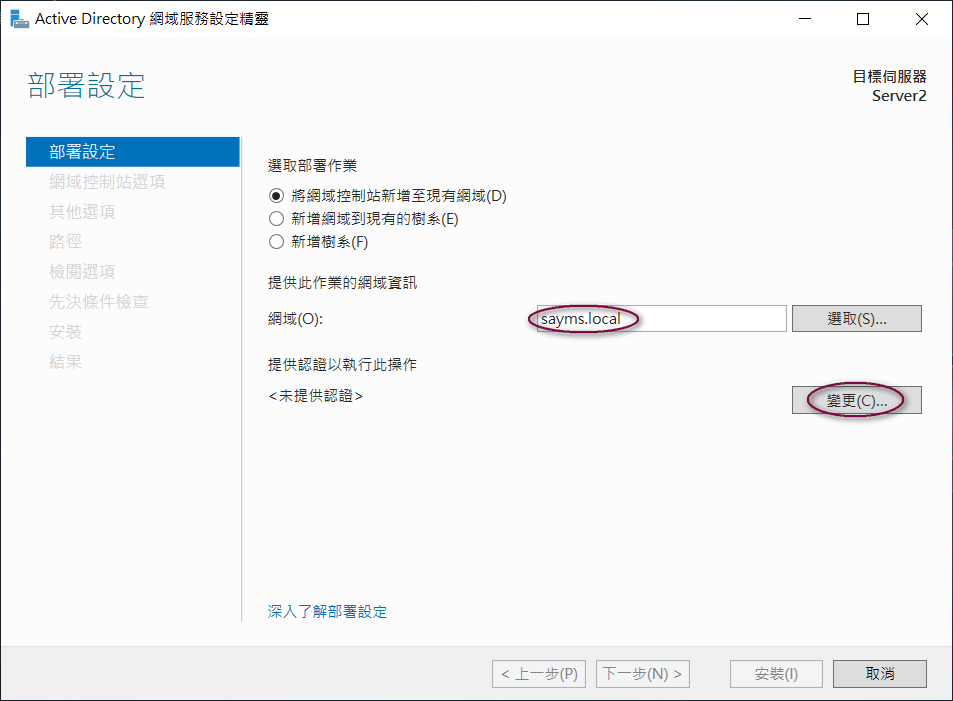 Active Directory 網域服務設定精靈
部署設定
目標伺服器
Server2
部署設定
網域控制站選項
其他選項
路徑
檢閱選項
先決條件檢查
安裝
結果
選取部署作業
將網域控制站新增至現有網域(D)
新增網域到現有的樹系(E)
新增樹系(F)
提供此作業的網域資訊
網域(O):
sayms.local
選取(S)...
提供認證以執行此操作
<未提供認證>
變更(C)...
深入了解部署設定
< 上一步(P)
下一步(N) >
安裝(I)
取消